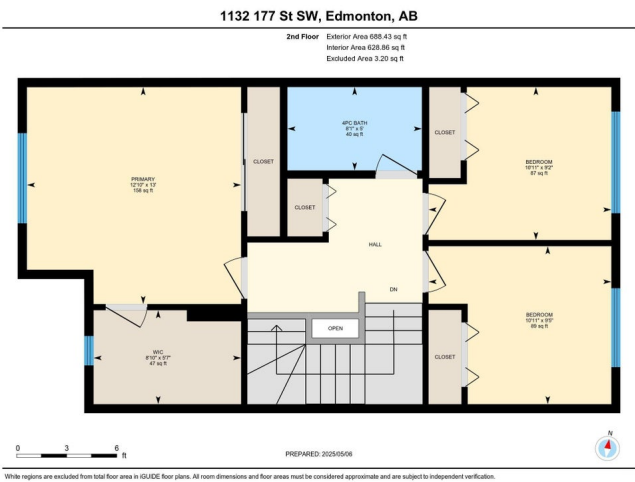 1132 177 St SW, Edmonton, AB
2nd Floor Exterior Area 688.43 sq ft
Interior Area 628.86 sq ft
Excluded Area 3.20 sq ft
4PC BATH
8'1" x 5'
40 sq ft
CLOSET
CLOSET
BEDROOM
10'11" x 9'2"
87 sq ft
PRIMARY
12'10" x 13'
156 sq ft
CLOSET
HALL
DN
BEDROOM
10'11" x 9'5"
89 sq ft
OPEN
WIC
8'10" x 5'7"
47 sq ft
CLOSET
0 3 6
ft
PREPARED: 2025/05/06
N
White regions are excluded from total floor area in iGUIDE floor plans. All room dimensions and floor areas must be considered approximate and are subject to independent verification.